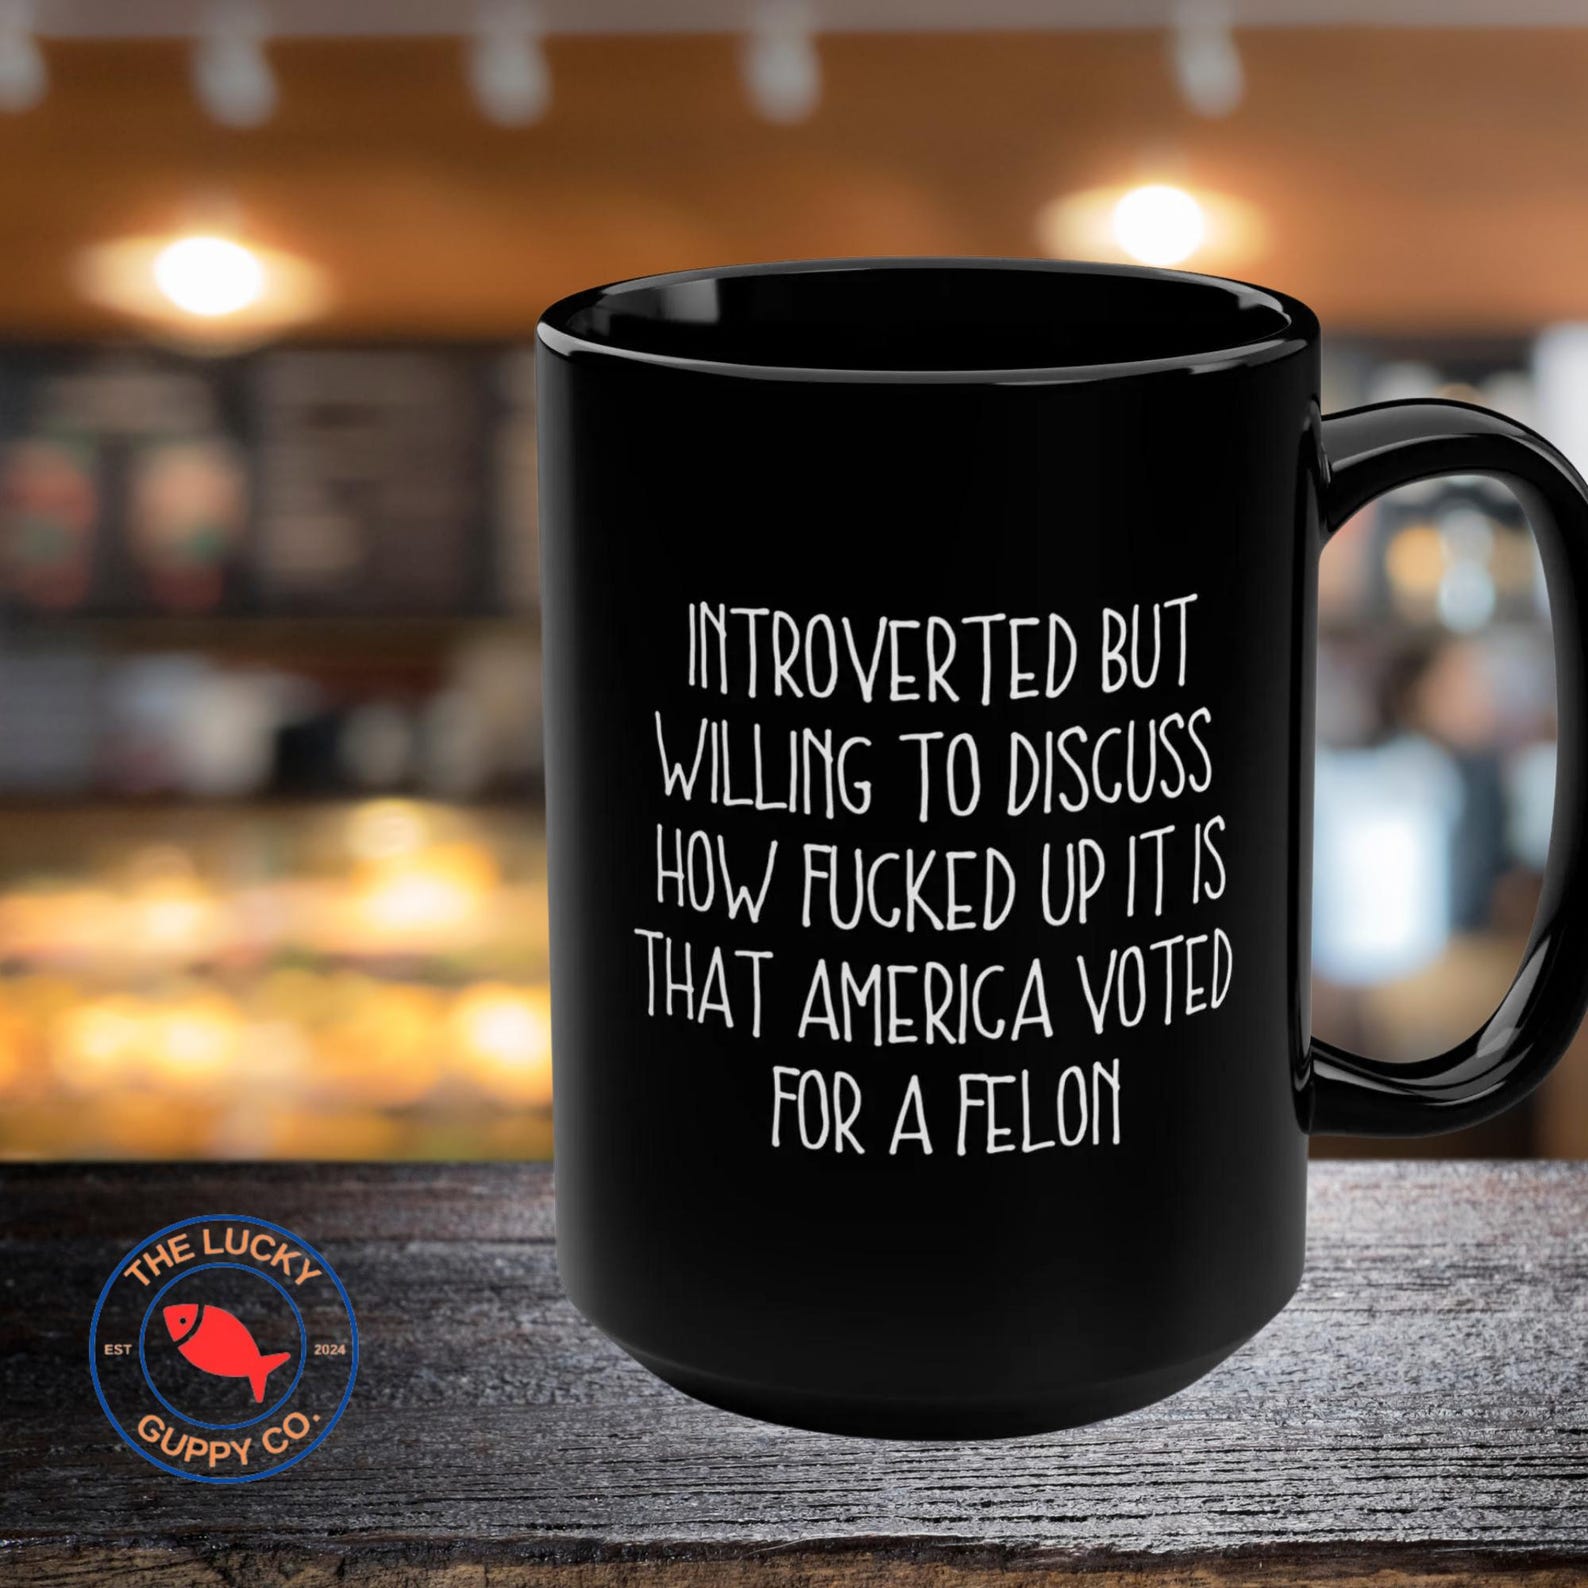 INTROVERTED BUT
WILLING TO DISCUSS
HOW FUCKED UP IT IS
THAT AMERICA VOTED
FOR A FELON
THE LUCKY
EST 2024
GUPPY CO.